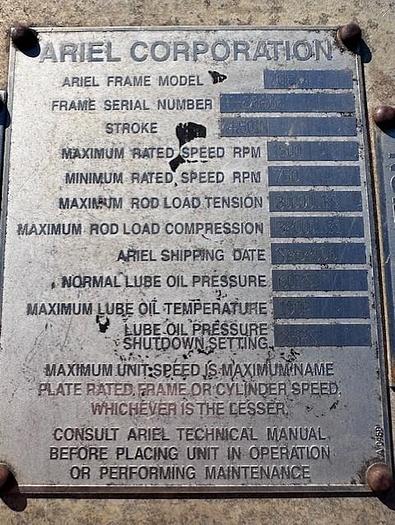 ARIEL CORPORATION
ARIEL FRAME MODEL
FRAME SERIAL NUMBER
STROKE
MAXIMUM RATED SPEED RPM
MINIMUM RATED SPEED RPM
MAXIMUM ROD LOAD TENSION
MAXIMUM ROD LOAD COMPRESSION
ARIEL SHIPPING DATE
NORMAL LUBE OIL PRESSURE
MAXIMUM LUBE OIL TEMPERATURE
LUBE OIL PRESSURE
SHUTDOWN SETTING
MAXIMUM UNIT SPEED IS MAXIMUM NAME
PLATE RATED FRAME OR CYLINDER SPEED,
WHICHEVER IS THE LESSER.
CONSULT ARIEL TECHNICAL MANUAL
BEFORE PLACING UNIT IN OPERATION
OR PERFORMING MAINTENANCE